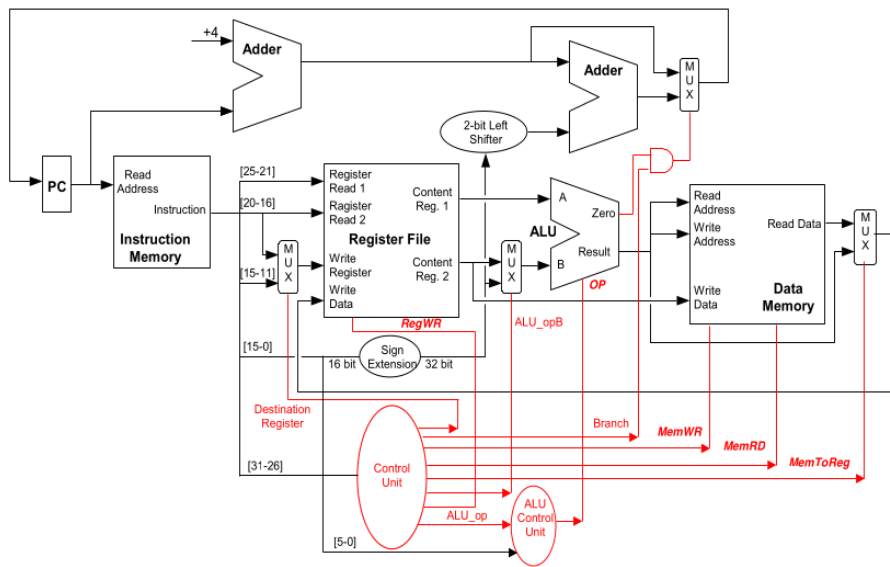 +4
Adder
Adder
M
U
X
2-bit Left
Shifter
[25-21]
PC
Read
Address
Instruction
Instruction
Memory
[20-16]
[15-11]
M
U
X
Register
Read 1
Ragister
Read 2
Content
Reg. 1
Register File
Write
Register
Content
Reg. 2
Write
Data
RegWR
M
U
X
A
Zero
ALU
Result
B
OP
ALU_opB
Read
Address
Write
Address
Read Data
Write
Data
Data
Memory
M
U
X
[15-0]
16 bit
Sign
Extension
32 bit
Destination
Register
Branch
MemWR
MemRD
MemToReg
[31-26]
Control
Unit
ALU_op
ALU
Control
Unit
[5-0]